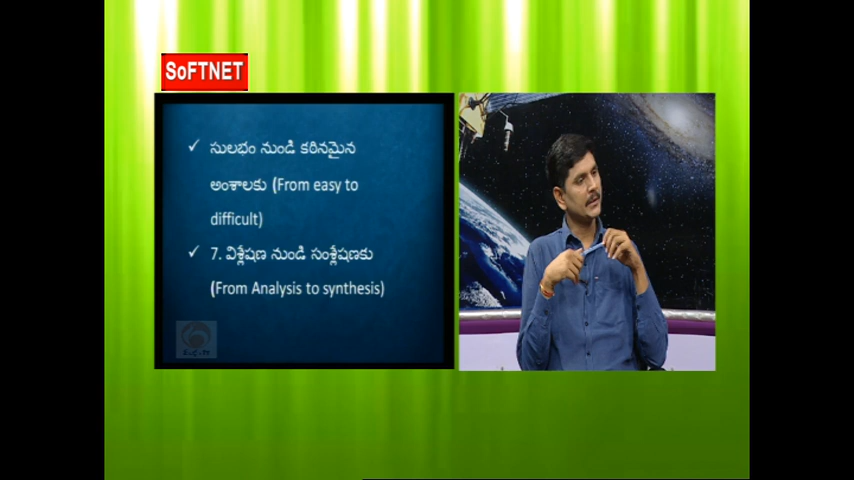 SoFTNET
✓ సులభం నుండి కఠినమైన
అంశాలకు (From easy to
difficult)
✓ 7. విశ్లేషణ నుండి సంశ్లేషణకు
(From Analysis to synthesis)